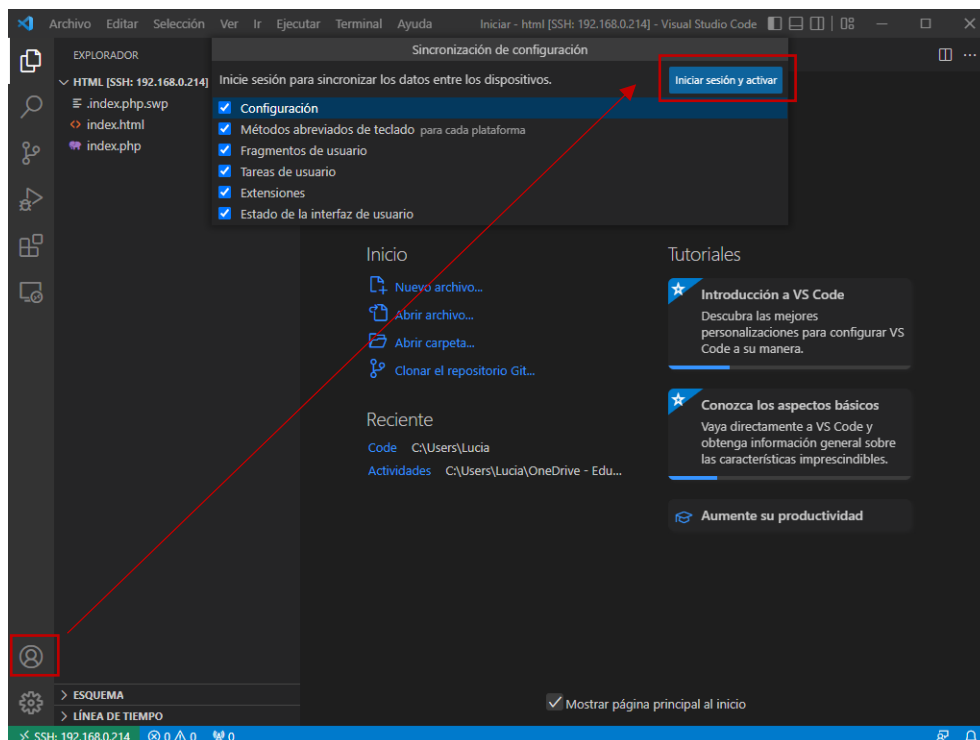 Archivo Editar Selección Ver Ir Ejecutar Terminal Ayuda Iniciar - html [SSH: 192.168.0.214] - Visual Studio Code
EXPLORADOR
HTML [SSH: 192.168.0.214]
.index.php.swp
index.html
index.php
Sincronización de configuración
Inicie sesión para sincronizar los datos entre los dispositivos.
Iniciar sesión y activar
Configuración
Métodos abreviados de teclado para cada plataforma
Fragmentos de usuario
Tareas de usuario
Extensiones
Estado de la interfaz de usuario
Inicio
Nuevo archivo...
Abrir archivo...
Abrir carpeta...
Clonar el repositorio Git...
Reciente
Code C:\Users\Lucia
Actividades C:\Users\Lucia\OneDrive - Edu...
Tutoriales
Introducción a VS Code
Descubra las mejores
personalizaciones para configurar VS
Code a su manera.
Conozca los aspectos básicos
Vaya directamente a VS Code y
obtenga información general sobre
las características imprescindibles.
Aumente su productividad
Mostrar página principal al inicio
ESQUEMA
LÍNEA DE TIEMPO
SSH: 192.168.0.214 0 0 0